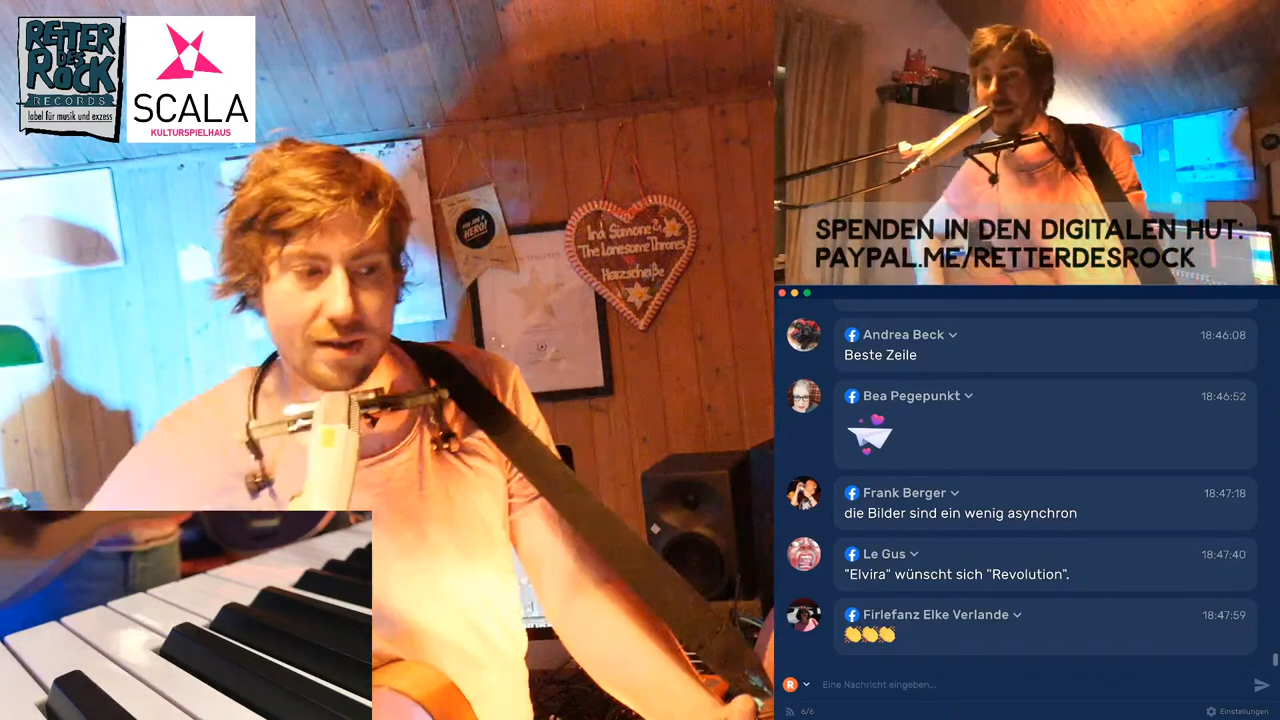 RETTER
DES
ROCK
RECORDS
label für musik und exzess
SCALA
KULTURSPIELHAUS
YOU ARE A
HERO!
Ina Simone &
The Lonesome Thrones
Herzscheiße
SPENDEN IN DEN DIGITALEN HUT:
PAYPAL.ME/RETTERDESROCK
Andrea Beck
18:46:08
Beste Zeile
Bea Pegepunkt
18:46:52
Frank Berger
18:47:18
die Bilder sind ein wenig asynchron
Le Gus
18:47:40
"Elvira" wünscht sich "Revolution".
Firlefanz Elke Verlande
18:47:59
R
Eine Nachricht eingeben...
6/6
Einstellungen